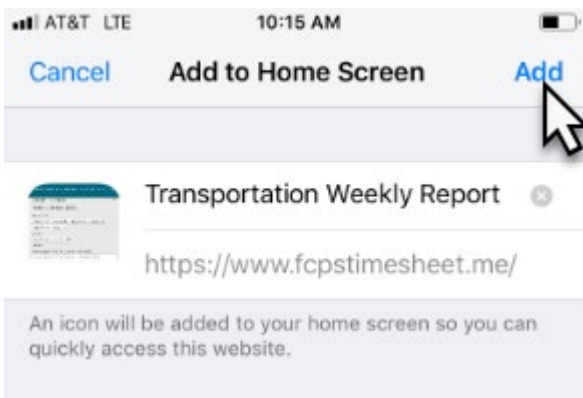 AT&T LTE 10:15 AM
Cancel Add to Home Screen Add
Transportation Weekly Report
https://www.fcpstimesheet.me/
An icon will be added to your home screen so you can
quickly access this website.